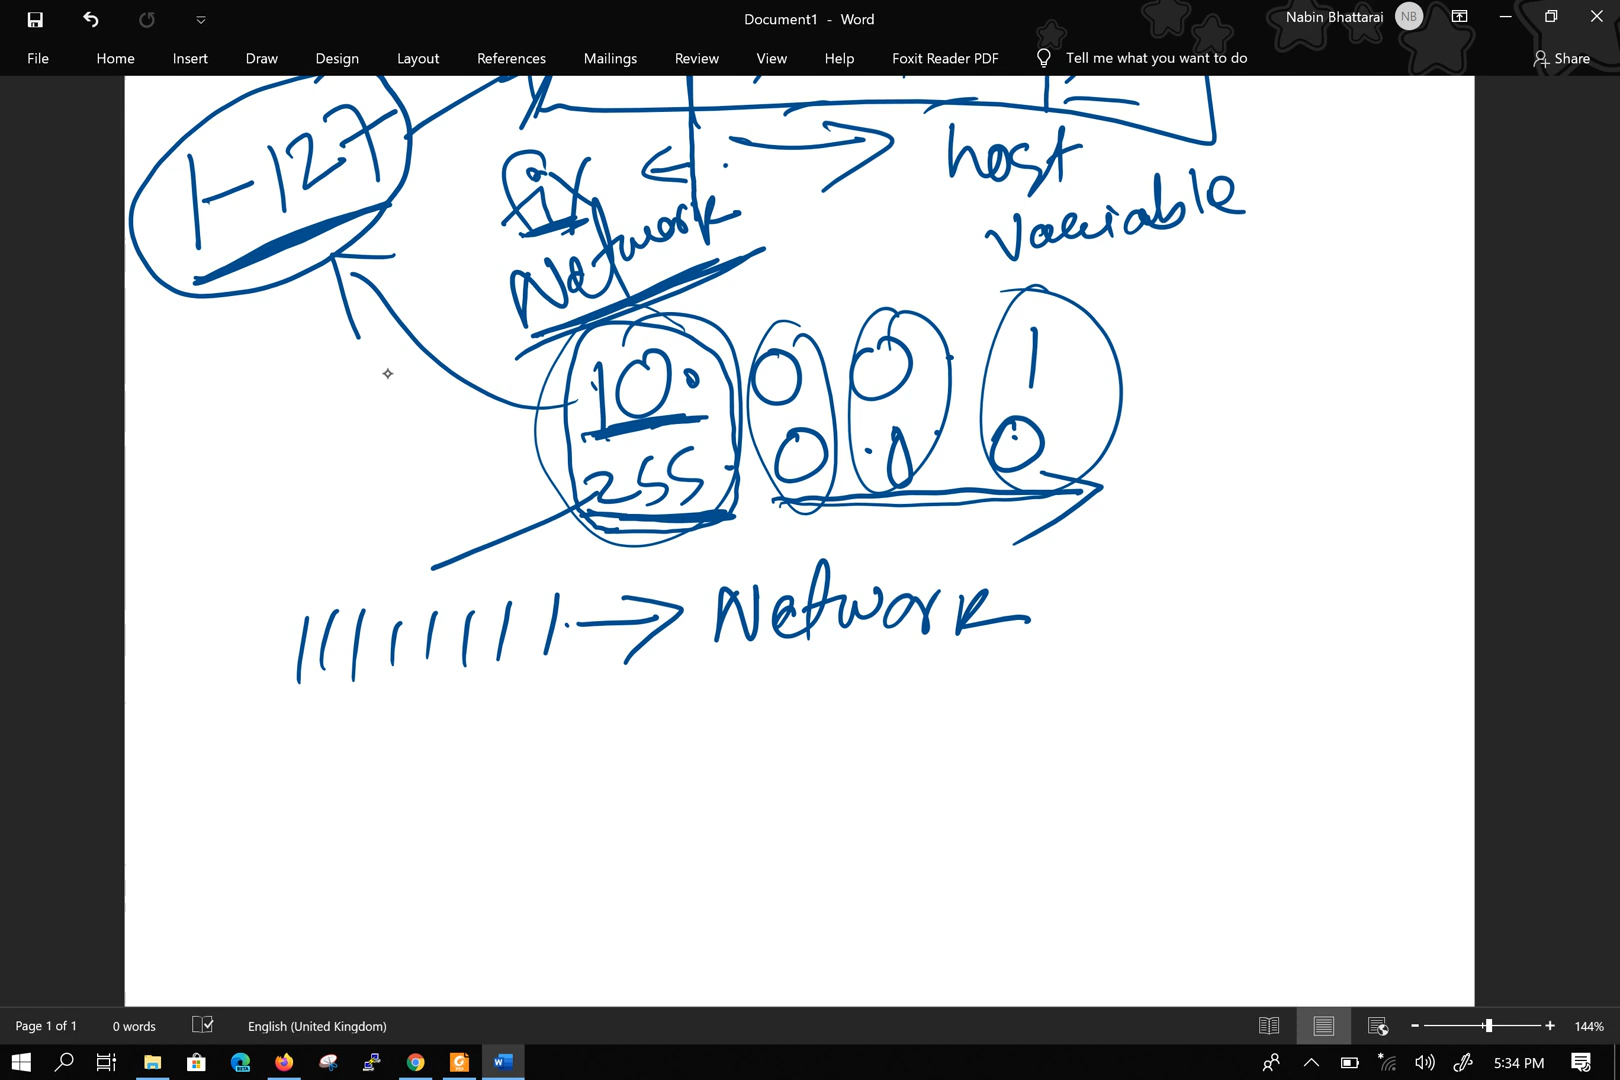 Document1 - Word
Nabin Bhattarai NB
File Home Insert Draw Design Layout References Mailings Review View Help Foxit Reader PDF Tell me what you want to do Share
1-127
fix
host
Network
variable
10. 0 0 1
255 0 0 0
11111111 Network
Page 1 of 1 0 words English (United Kingdom) 144%
BETA
5:34 PM